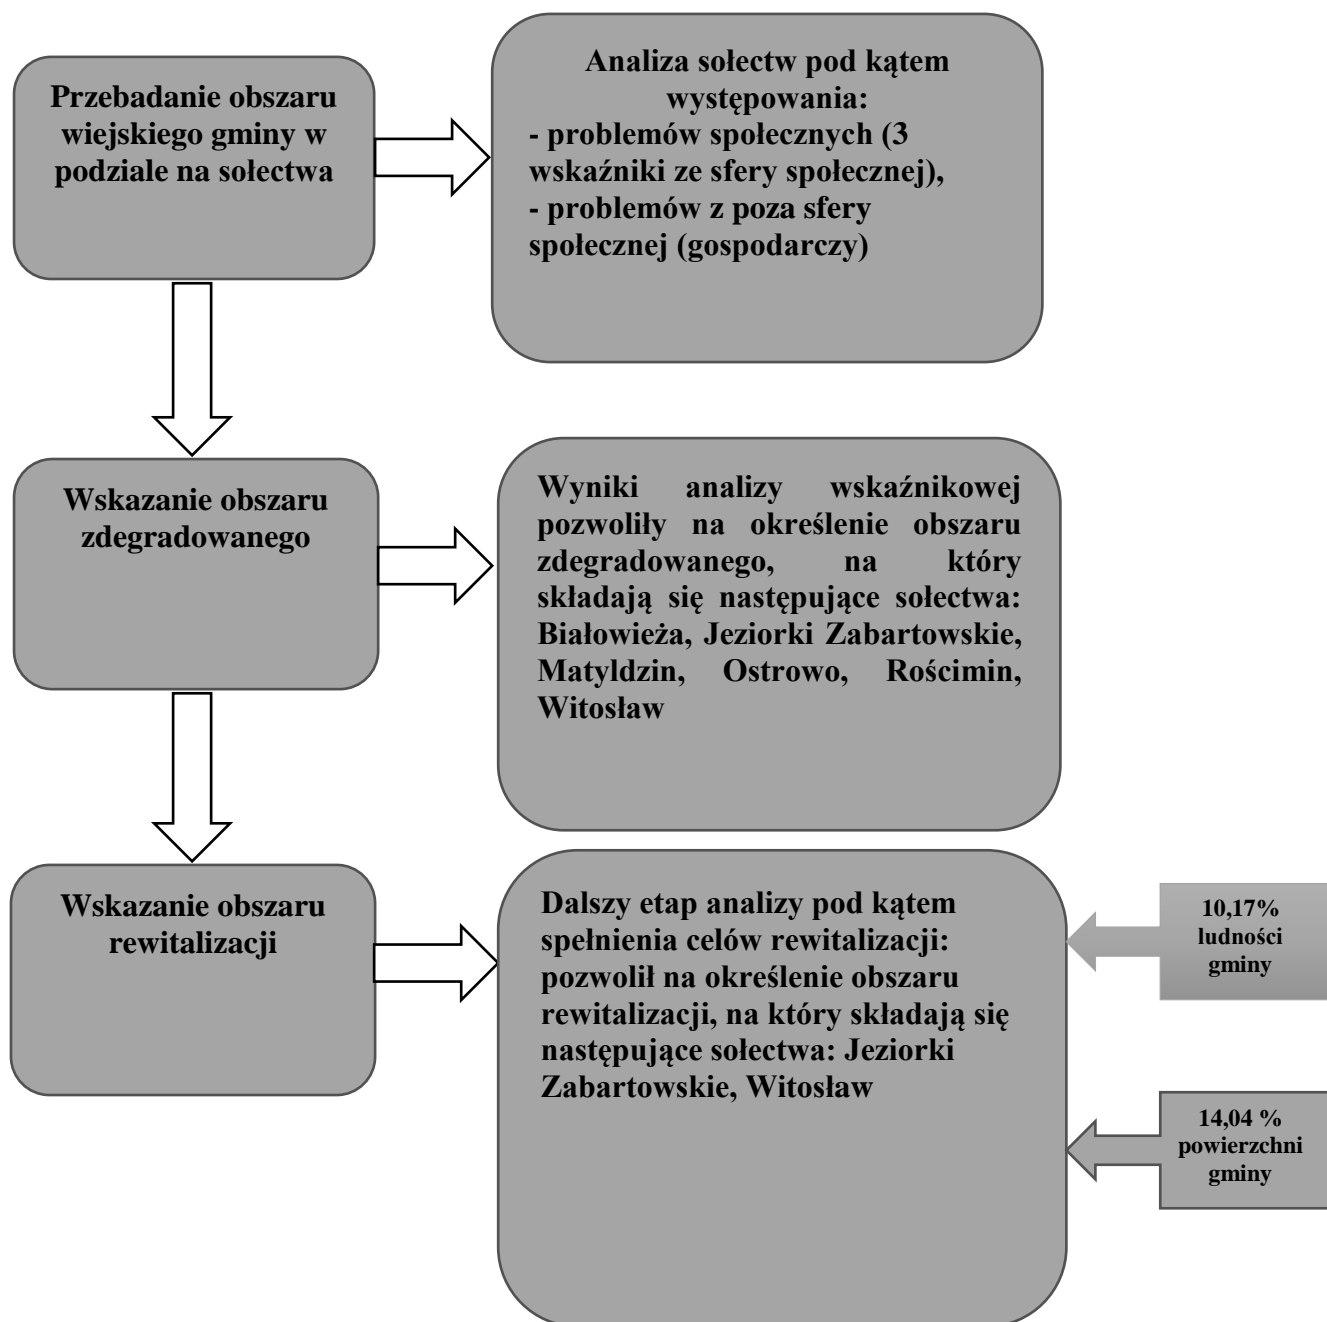 Przebadanie obszaru
wiejskiego gminy w
podziale na sołectwa
Analiza sołectw pod kątem
występowania:
- problemów społecznych (3
wskaźniki ze sfery społecznej),
- problemów z poza sfery
społecznej (gospodarczy)
Wskazanie obszaru
zdegradowanego
Wyniki analizy wskaźnikowej
pozwoliły na określenie obszaru
zdegradowanego, na który
składają się następujące sołectwa:
Białowieża, Jeziorki Zabartowskie,
Matyldzin, Ostrowo, Rościmin,
Witosław
Wskazanie obszaru
rewitalizacji
Dalszy etap analizy pod kątem
spełnienia celów rewitalizacji:
pozwolił na określenie obszaru
rewitalizacji, na który składają się
następujące sołectwa: Jeziorki
Zabartowskie, Witosław
10,17%
ludności
gminy
14,04 %
powierzchni
gminy